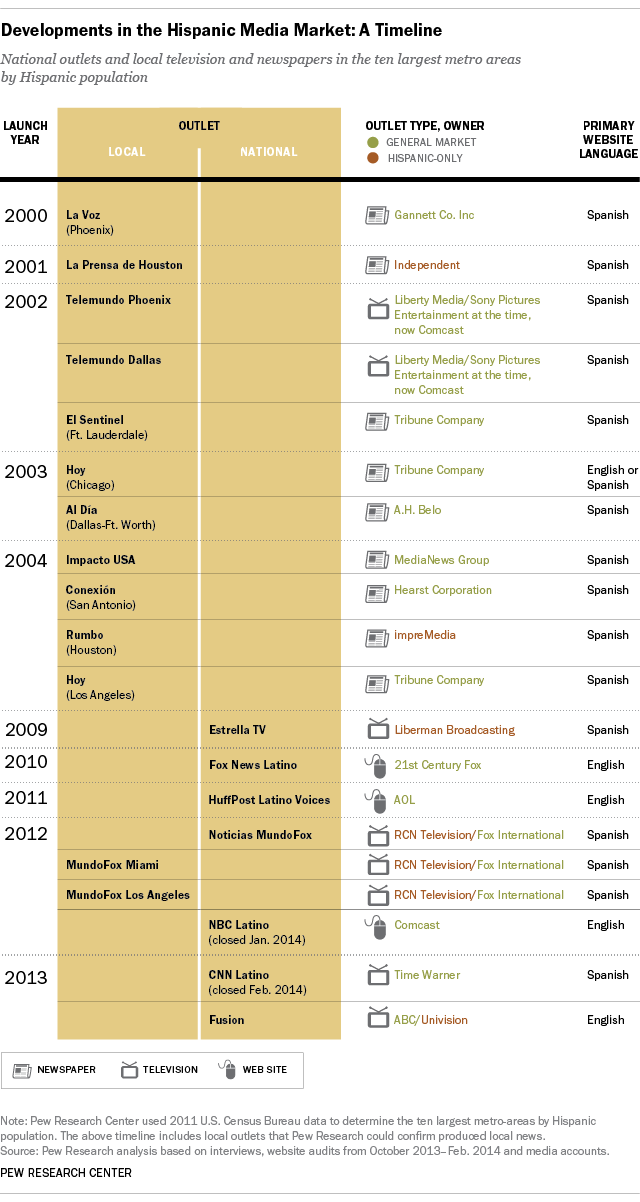 Developments in the Hispanic Media Market: A Timeline
National outlets and local television and newspapers in the ten largest metro areas
by Hispanic population
LAUNCH
YEAR
OUTLET
LOCAL
NATIONAL
OUTLET TYPE, OWNER
GENERAL MARKET
HISPANIC-ONLY
PRIMARY
WEBSITE
LANGUAGE
2000
La Voz
(Phoenix)
Gannett Co. Inc
Spanish
2001
La Prensa de Houston
Independent
Spanish
2002
Telemundo Phoenix
Liberty Media/Sony Pictures
Entertainment at the time,
now Comcast
Spanish
Telemundo Dallas
Liberty Media/Sony Pictures
Entertainment at the time,
now Comcast
Spanish
El Sentinel
(Ft. Lauderdale)
Tribune Company
Spanish
2003
Hoy
(Chicago)
Tribune Company
English or
Spanish
Al Día
(Dallas-Ft. Worth)
A.H. Belo
Spanish
2004
Impacto USA
MediaNews Group
Spanish
Conexión
(San Antonio)
Hearst Corporation
Spanish
Rumbo
(Houston)
impreMedia
Spanish
Hoy
(Los Angeles)
Tribune Company
Spanish
2009
Estrella TV
Liberman Broadcasting
Spanish
2010
Fox News Latino
21st Century Fox
English
2011
HuffPost Latino Voices
AOL
English
2012
Noticias MundoFox
RCN Television/Fox International
Spanish
MundoFox Miami
RCN Television/Fox International
Spanish
MundoFox Los Angeles
RCN Television/Fox International
Spanish
NBC Latino
(closed Jan. 2014)
Comcast
English
2013
CNN Latino
(closed Feb. 2014)
Time Warner
Spanish
Fusion
ABC/Univision
English
NEWSPAPER
TELEVISION
WEB SITE
Note: Pew Research Center used 2011 U.S. Census Bureau data to determine the ten largest metro-areas by Hispanic
population. The above timeline includes local outlets that Pew Research could confirm produced local news.
Source: Pew Research analysis based on interviews, website audits from October 2013–Feb. 2014 and media accounts.
PEW RESEARCH CENTER